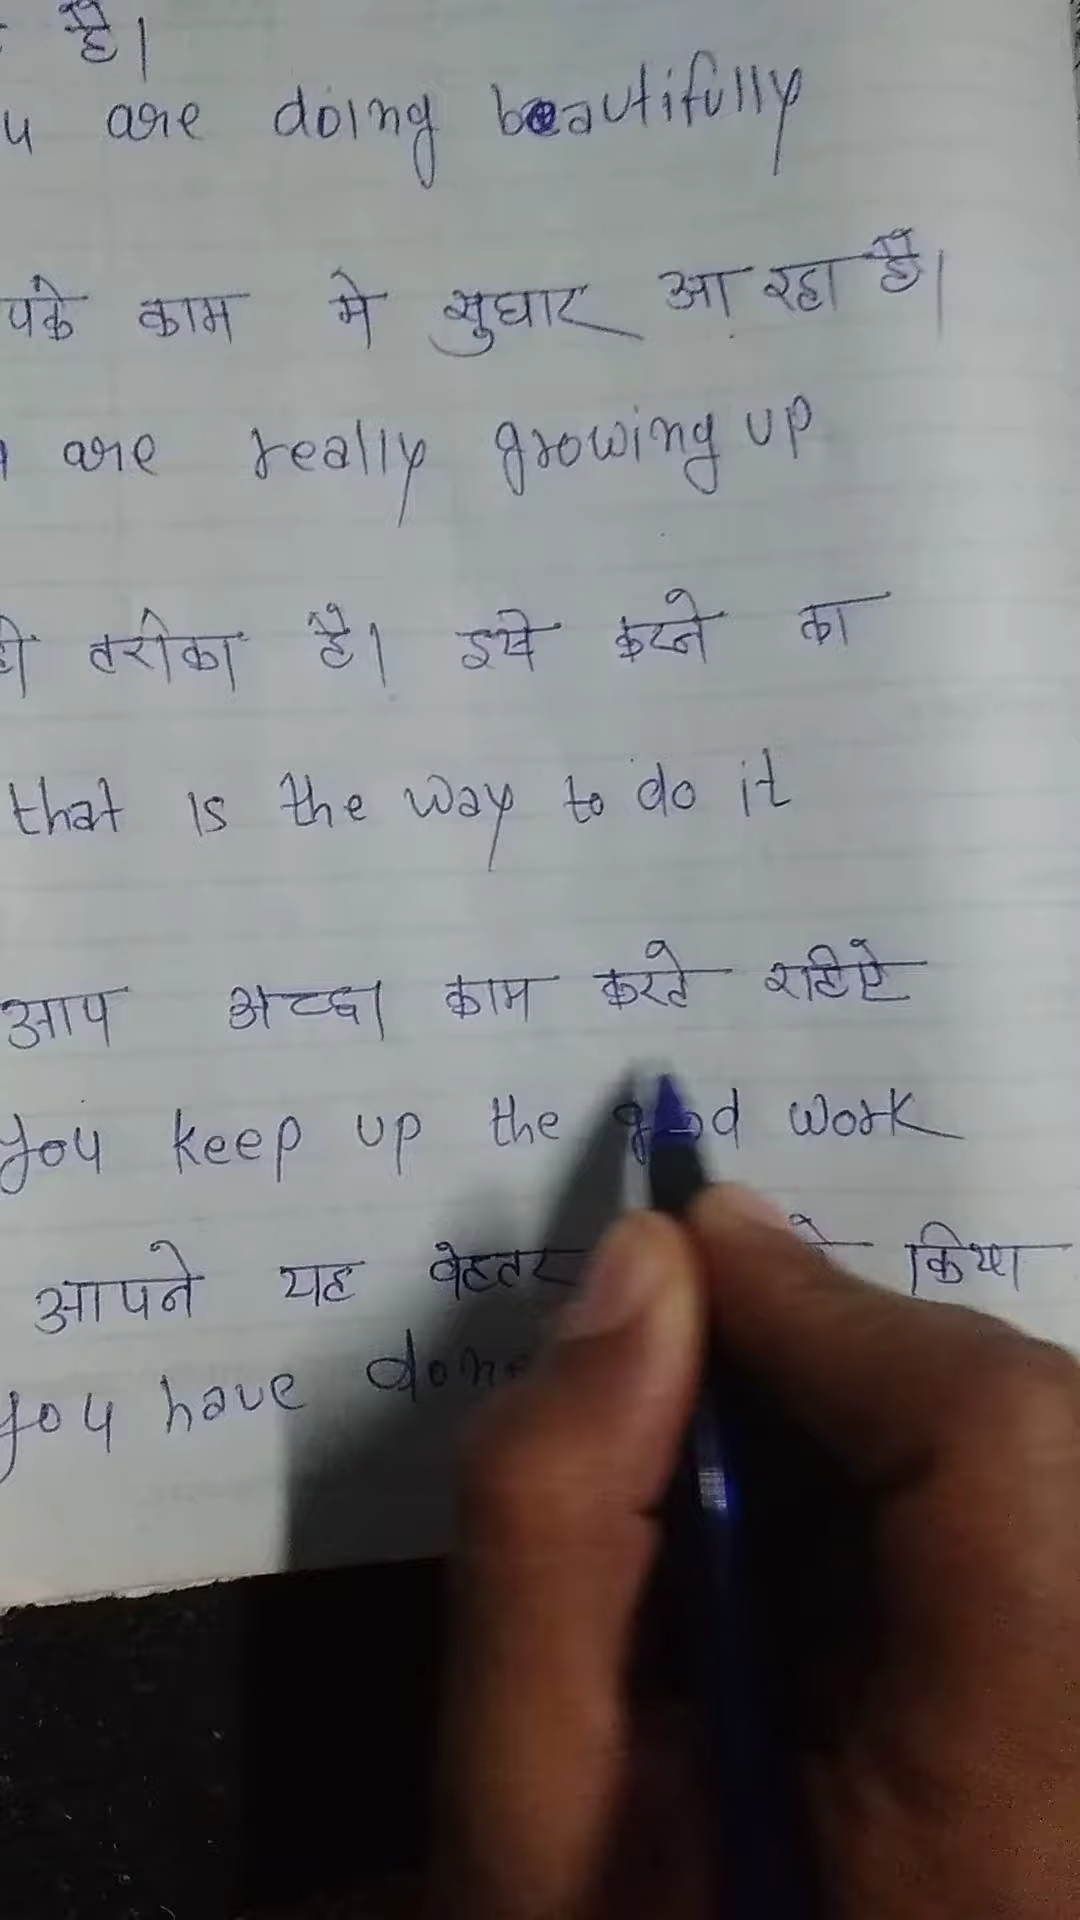 है।
u are doing beautifully
पके काम मे सुधार आ रहा है।
are really growing up
ही तरीका है। इसे करने का
that is the way to do it
आप अच्छा काम करते रहिऐ
you keep up the good work
आपने यह वेहतर किया
you have done